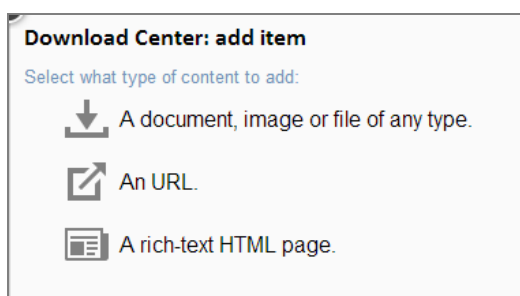 Download Center: add item
Select what type of content to add:
A document, image or file of any type.
An URL.
A rich-text HTML page.